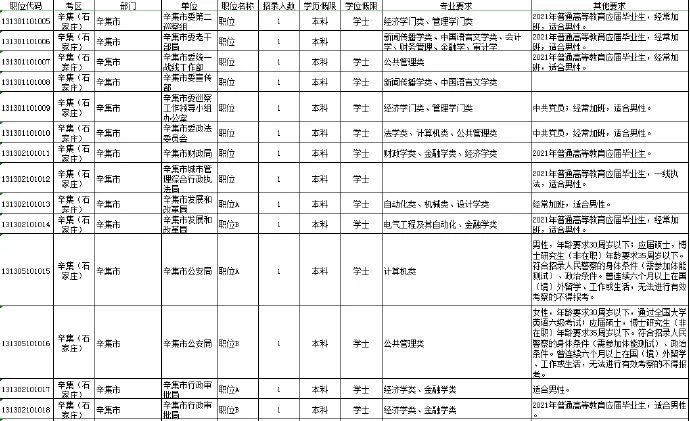 职位代码 考区 部门 单位 职位名称 招录人数 学历假限 学位假限 专业要求 其他要求
131301101005 辛集(石家庄) 辛集市 辛集市委第二巡察组 职位 1 本科 学士 经济学门类、管理学门类 2021年普通高等教育应届毕业生,经常加班,适合男性。
131301101006 辛集(石家庄) 辛集市 辛集市委老干部局 职位 1 本科 新闻传播学类、中国语言文学类、会计学、财务管理、金融学、审计学 2021年普通高等教育应届毕业生,经常加班,适合男性。
131301101007 辛集(石家庄) 辛集市 辛集市委统一战线工作部 职位 1 本科 学士 公共管理类 2021年普通高等教育应届毕业生,经常加班,适合男性。
131301101008 辛集(石家庄) 辛集市 辛集市委宣传部 职位 1 本科 学士 新闻传播学类、中国语言文学类
131301101009 辛集(石家庄) 辛集市 辛集市委巡察工作领导小组办公室 职位 1 本科 学士 经济学门类、管理学门类 中共党员;经常加班,适合男性。
131301101010 辛集(石家庄) 辛集市 辛集市委政法委员会 职位 1 本科 学士 法学类、计算机类、公共管理类 中共党员;经常加班,适合男性。
131302101011 辛集(石家庄) 辛集市 辛集市财政局 职位 1 本科 学士 财政学类、金融学类、经济学类 2021年普通高等教育应届毕业生。
131302101012 辛集(石家庄) 辛集市 辛集市城市管理综合行政执法局 职位 1 本科 学士 2021年普通高等教育应届毕业生,一线执法,适合男性。
131302101013 辛集(石家庄) 辛集市 辛集市发展和改革局 职位A 1 本科 学士 自动化类、机械类、设计学类 经常加班,适合男性。
131302101014 辛集(石家庄) 辛集市 辛集市发展和改革局 职位B 1 本科 学士 电气工程及其自动化、金融学类 2021年普通高等教育应届毕业生,经常加班,适合男性。
131305101015 辛集(石家庄) 辛集市 辛集市公安局 职位A 1 本科 学士 计算机类 男性,年龄要求30周岁以下;应届硕士,博士研究生(非在职)年龄要求35周岁以下。符合招录人民警察的身体条件(需参加体能测试)、政治条件。曾连续六个月以上在国(境)外留学、工作或生活,无法进行有效考察的不得报考。
131305101016 辛集(石家庄) 辛集市 辛集市公安局 职位B 1 本科 学士 公共管理类 女性,年龄要求30周岁以下,通过全国大学英语六级考试;应届硕士,博士研究生(非在职)年龄要求35周岁以下。符合招录人民警察的身体条件(需参加体能测试)、政治条件。曾连续六个月以上在国(境)外留学、工作或生活,无法进行有效考察的不得报考。
131302101017 辛集(石家庄) 辛集市 辛集市行政审批局 职位A 1 本科 学士 经济学类、金融学类 适合男性。
131302101018 辛集(石家庄) 辛集市 辛集市行政审批局 职位B 1 本科 学士 经济学类、金融学类 2021年普通高等教育应届毕业生,适合男性。